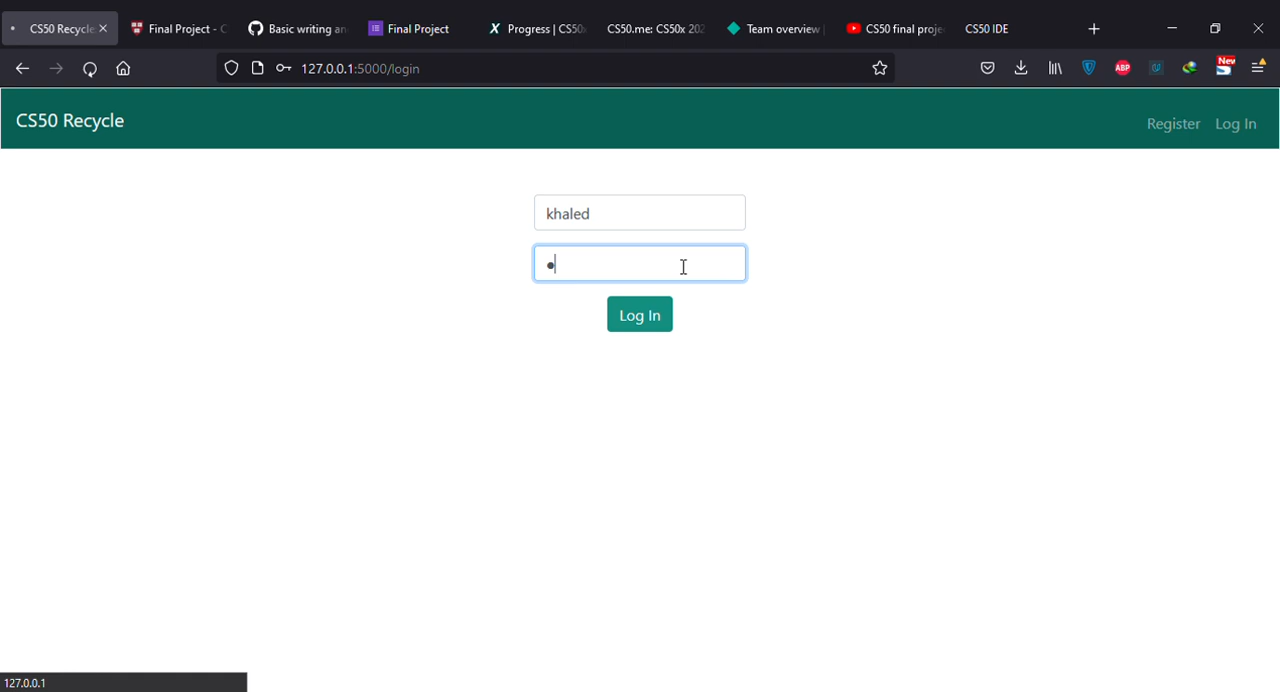 CS50 Recycle
Final Project - C
Basic writing an
Final Project
Progress | CS50
CS50.me: CS50x 202
Team overview |
CS50 final proje
CS50 IDE
127.0.0.1:5000/login
ABP
New
CS50 Recycle
Register
Log In
khaled
Log In
127.0.0.1